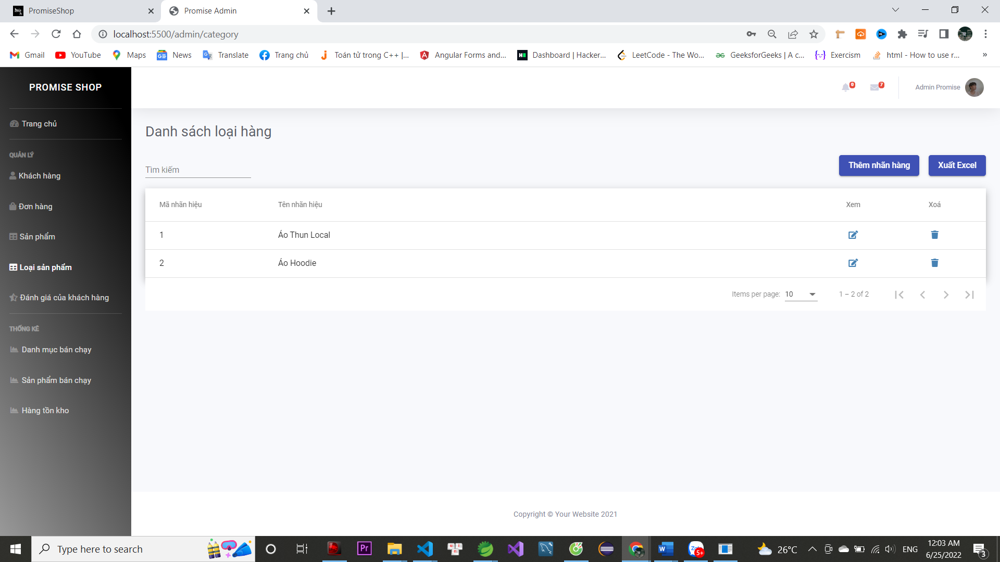 PromiseShop
Promise Admin
localhost:5500/admin/category
Gmail
YouTube
Maps
News
Translate
Trang chủ
Toán tử trong C++ |...
Angular Forms and...
Dashboard | Hacker...
LeetCode - The Wo...
GeeksforGeeks | A c...
Exercism
html - How to use r...
»
PROMISE SHOP
0
7
Admin Promise
Trang chủ
QUẢN LÝ
Khách hàng
Đơn hàng
Sản phẩm
Loại sản phẩm
Đánh giá của khách hàng
THỐNG KÊ
Danh mục bán chạy
Sản phẩm bán chạy
Hàng tồn kho
Danh sách loại hàng
Tìm kiếm
Thêm nhãn hàng
Xuất Excel
Mã nhãn hiệu Tên nhãn hiệu Xem Xoá
1 Áo Thun Local
2 Áo Hoodie
Items per page: 10 1 – 2 of 2
Copyright © Your Website 2021
Type here to search
Pr
W
5+
26°C
ENG
12:03 AM
6/25/2022
3